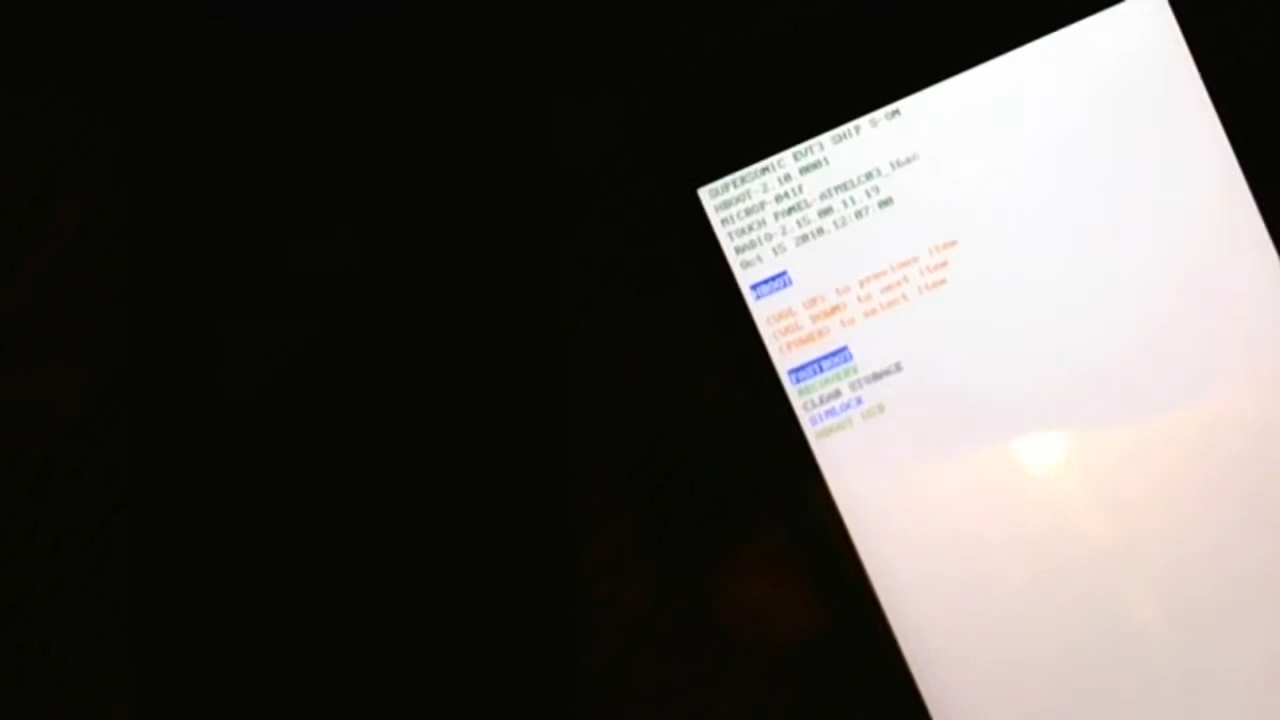 SUPERSONIC EVT3 SHIP S-ON
HBOOT-2.10.0001
MICROP-041f
TOUCH PANEL-ATMELC03_16ac
RADIO-2.15.00.11.19
Oct 15 2010,12:07:00
HBOOT
<VOL UP> to previous item
<VOL DOWN> to next item
<POWER> to select item
FASTBOOT
RECOVERY
CLEAR STORAGE
SIMLOCK
HBOOT USB